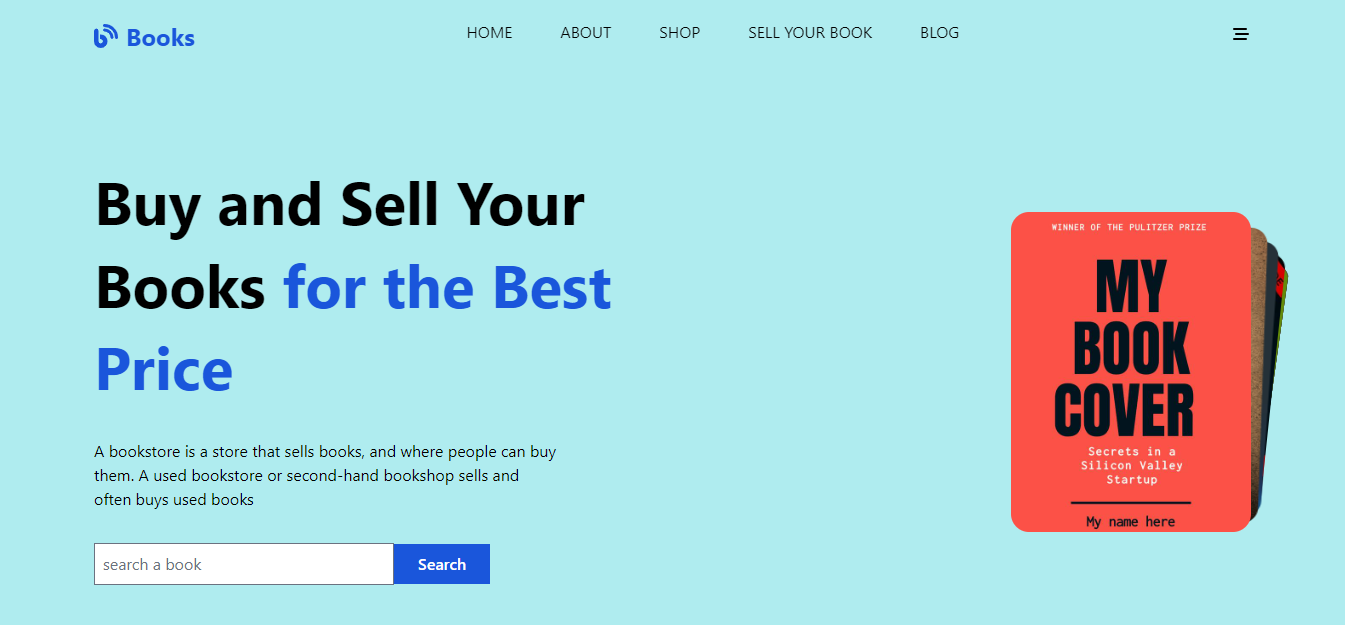 Books
HOME ABOUT SHOP SELL YOUR BOOK BLOG
Buy and Sell Your
Books for the Best
Price
A bookstore is a store that sells books, and where people can buy
them. A used bookstore or second-hand bookshop sells and
often buys used books
search a book
Search
WINNER OF THE PULITZER PRIZE
MY
BOOK
COVER
Secrets in a
Silicon Valley
Startup
My name here